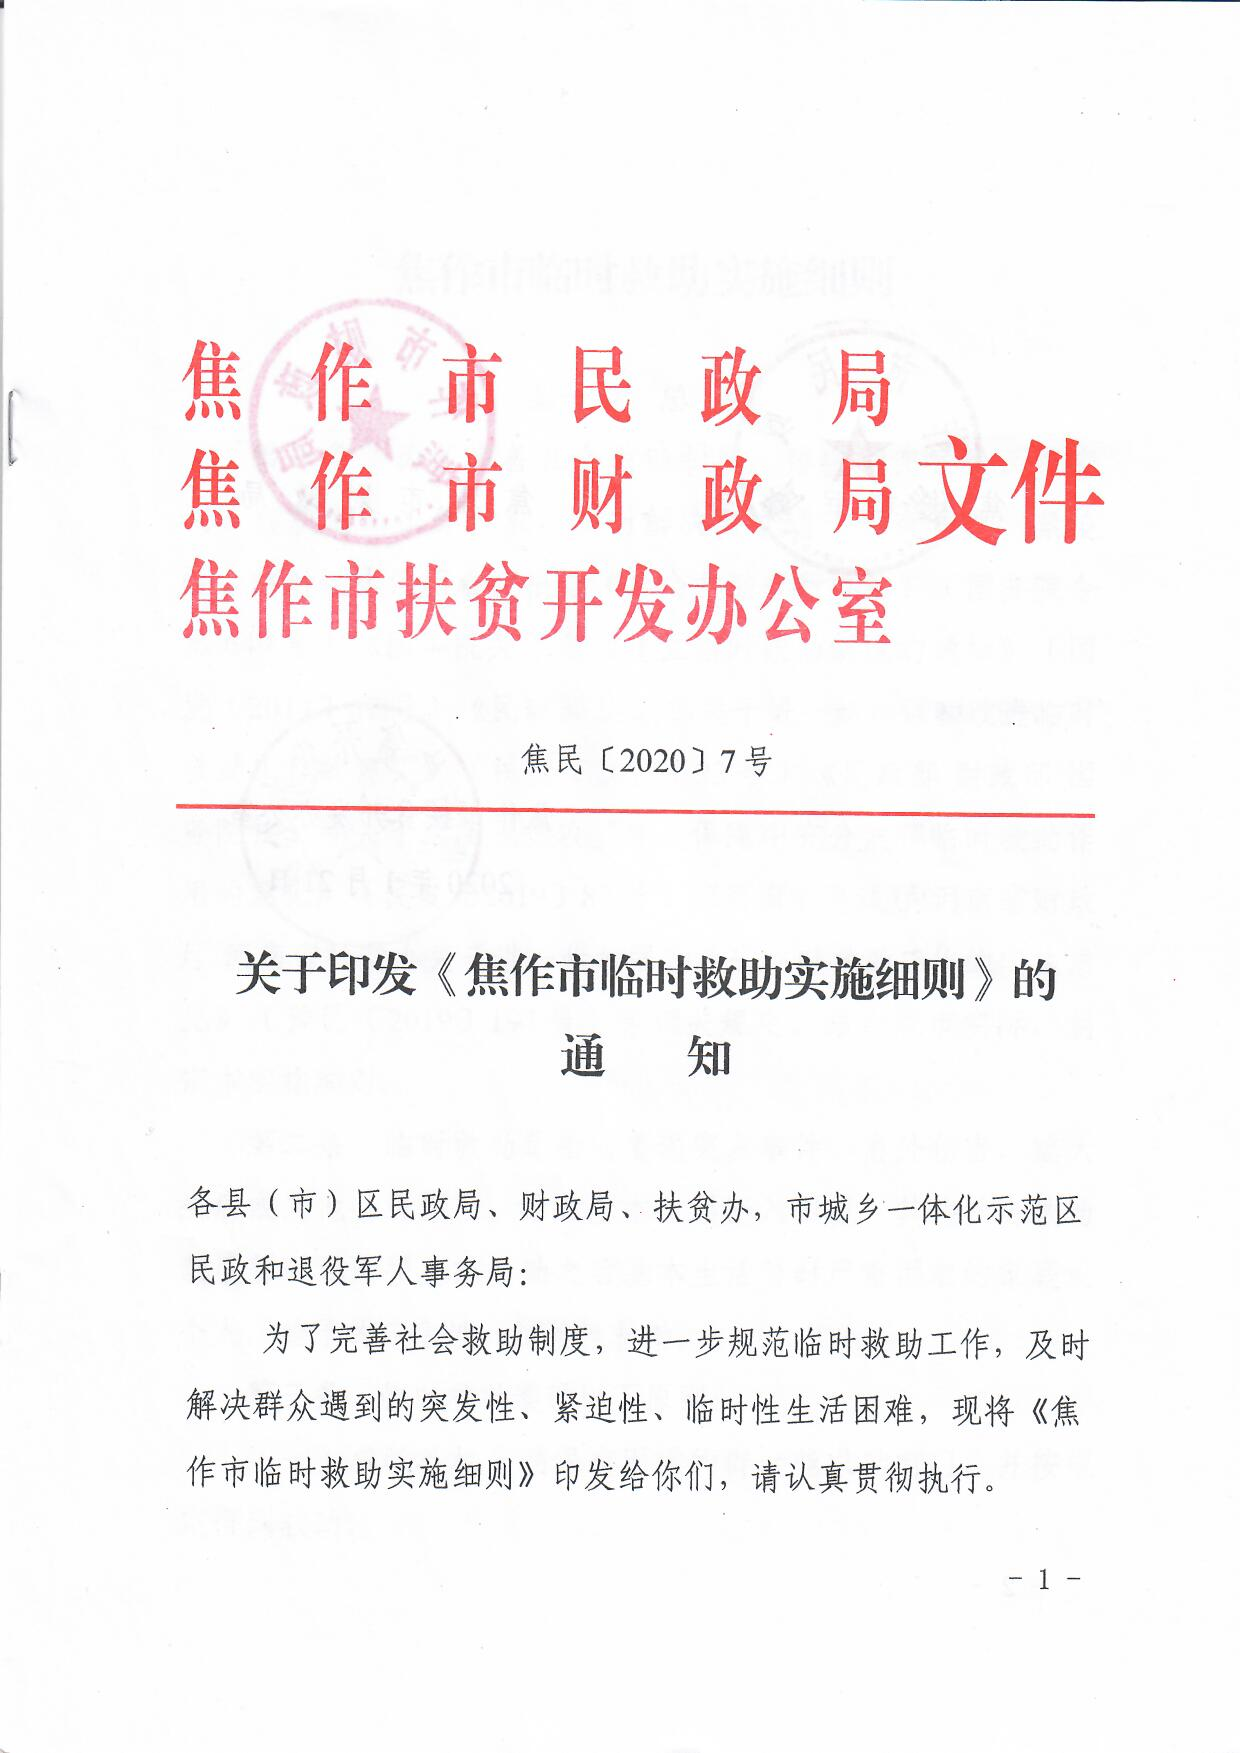 焦作市民政局
焦作市财政局文件
焦作市扶贫开发办公室
焦民〔2020〕7号
关于印发《焦作市临时救助实施细则》的
通知
各县（市）区民政局、财政局、扶贫办，市城乡一体化示范区
民政和退役军人事务局：
为了完善社会救助制度，进一步规范临时救助工作，及时
解决群众遇到的突发性、紧迫性、临时性生活困难，现将《焦
作市临时救助实施细则》印发给你们，请认真贯彻执行。
- 1 -